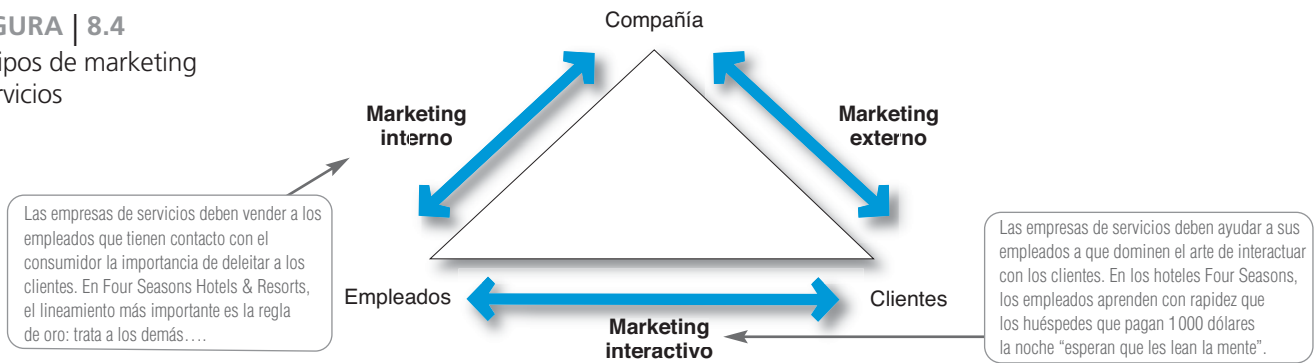 GURA | 8.4
ipos de marketing
rvicios
Compañía
Marketing
interno
Marketing
externo
Las empresas de servicios deben vender a los
empleados que tienen contacto con el
consumidor la importancia de deleitar a los
clientes. En Four Seasons Hotels & Resorts,
el lineamiento más importante es la regla
de oro: trata a los demás….
Empleados
Clientes
Marketing
interactivo
Las empresas de servicios deben ayudar a sus
empleados a que dominen el arte de interactuar
con los clientes. En los hoteles Four Seasons,
los empleados aprenden con rapidez que
los huéspedes que pagan 1 000 dólares
la noche “esperan que les lean la mente”.